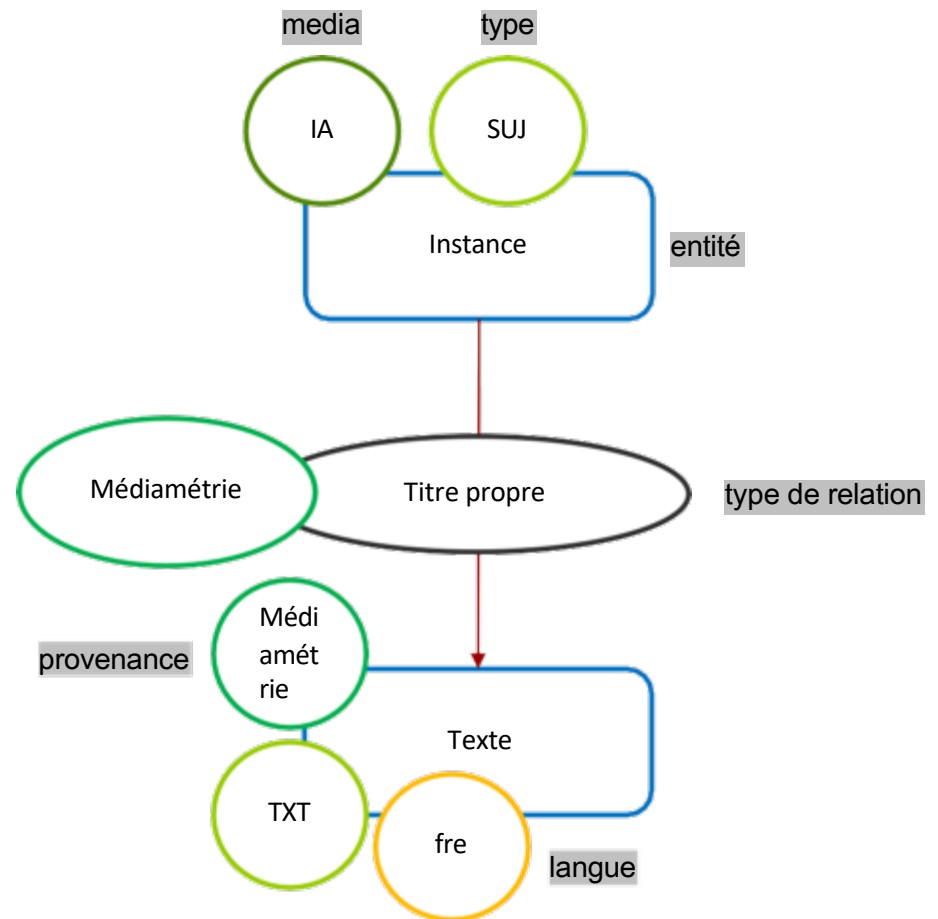 media
type
IA
SUJ
Instance
entité
Médiamétrie
Titre propre
type de relation
Médi
amét
rie
provenance
Texte
TXT
fre
langue